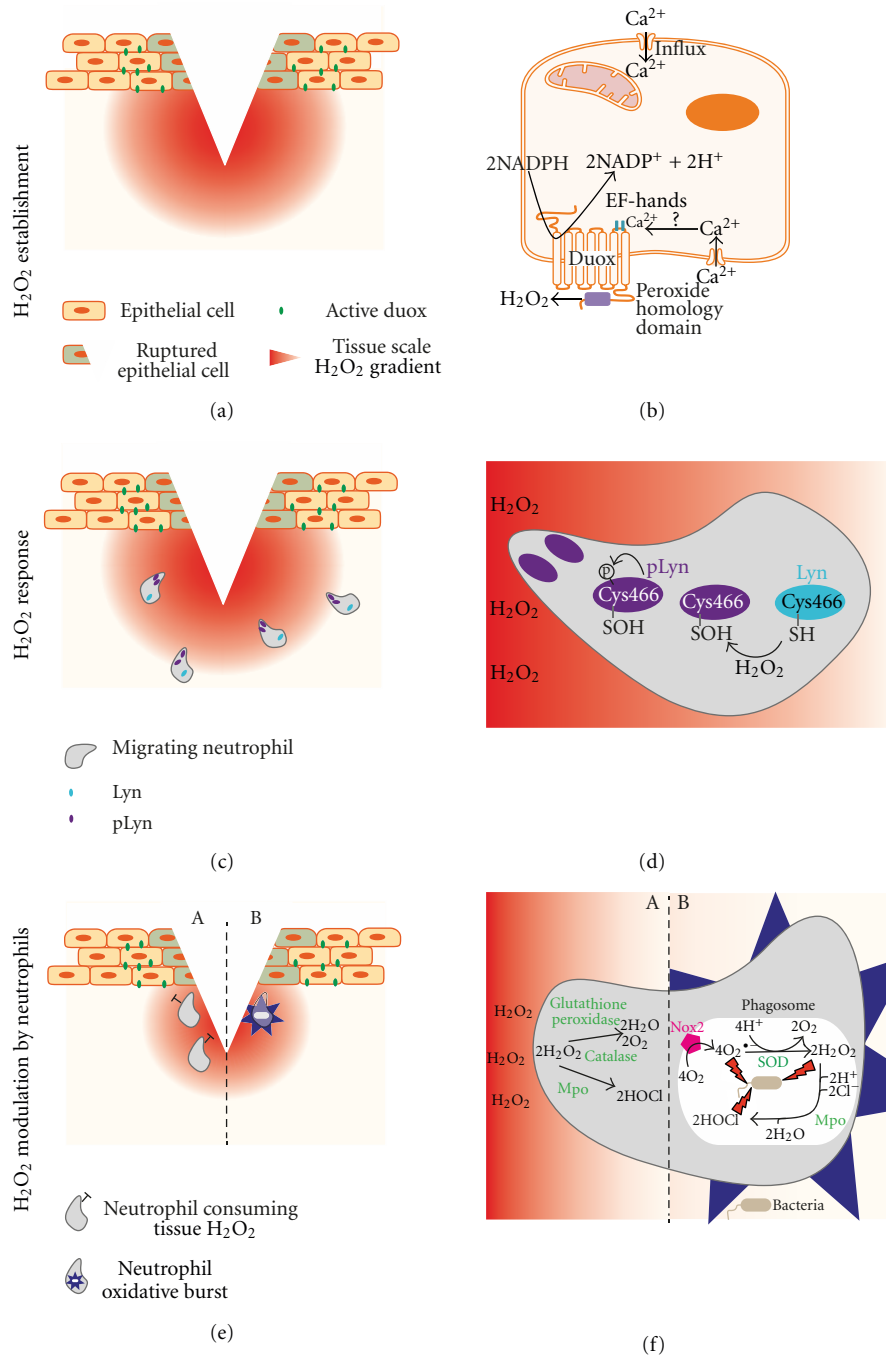 H₂O₂ establishment
Epithelial cell
Active duox
Ruptured
epithelial cell
Tissue scale
H₂O₂ gradient
(a)
Ca²⁺
Influx
Ca²⁺
2NADPH
2NADP⁺ + 2H⁺
EF-hands
Ca²⁺
?
Ca²⁺
Duox
Ca²⁺
H₂O₂
Peroxide
homology
domain
(b)
H₂O₂ response
Migrating neutrophil
Lyn
pLyn
(c)
H₂O₂
H₂O₂
H₂O₂
P
pLyn
Cys466
SOH
Cys466
SOH
Lyn
Cys466
SH
H₂O₂
(d)
H₂O₂ modulation by neutrophils
A
B
Neutrophil consuming
tissue H₂O₂
Neutrophil
oxidative burst
(e)
A
B
H₂O₂
H₂O₂
H₂O₂
Glutathione
peroxidase
2H₂O
2O₂
2H₂O₂
Catalase
Mpo
2HOCl
Phagosome
Nox2
4H⁺
2O₂
4O₂•
2H₂O₂
SOD
4O₂
2H⁺
2Cl⁻
2HOCl
2H₂O
Mpo
Bacteria
(f)